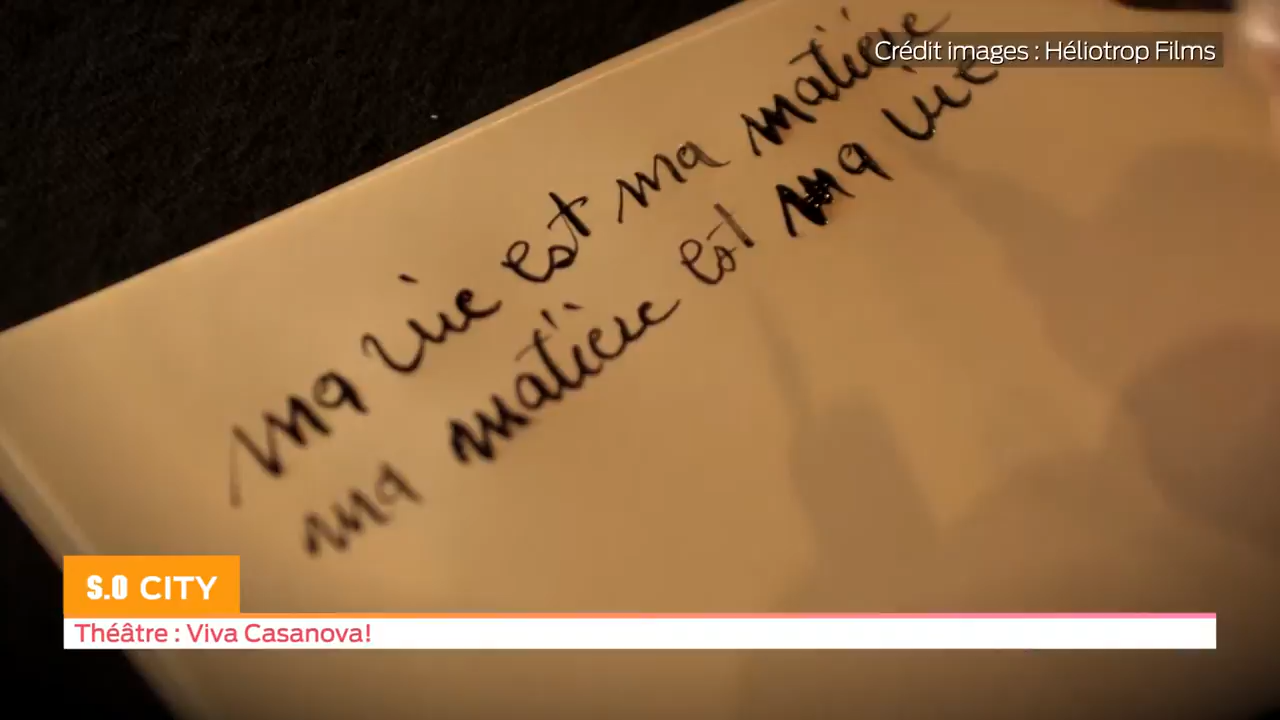 Crédit images : Héliotrop Films
ma vie est ma matière
ma matière est ma vie
S.O CITY
Théâtre : Viva Casanova!